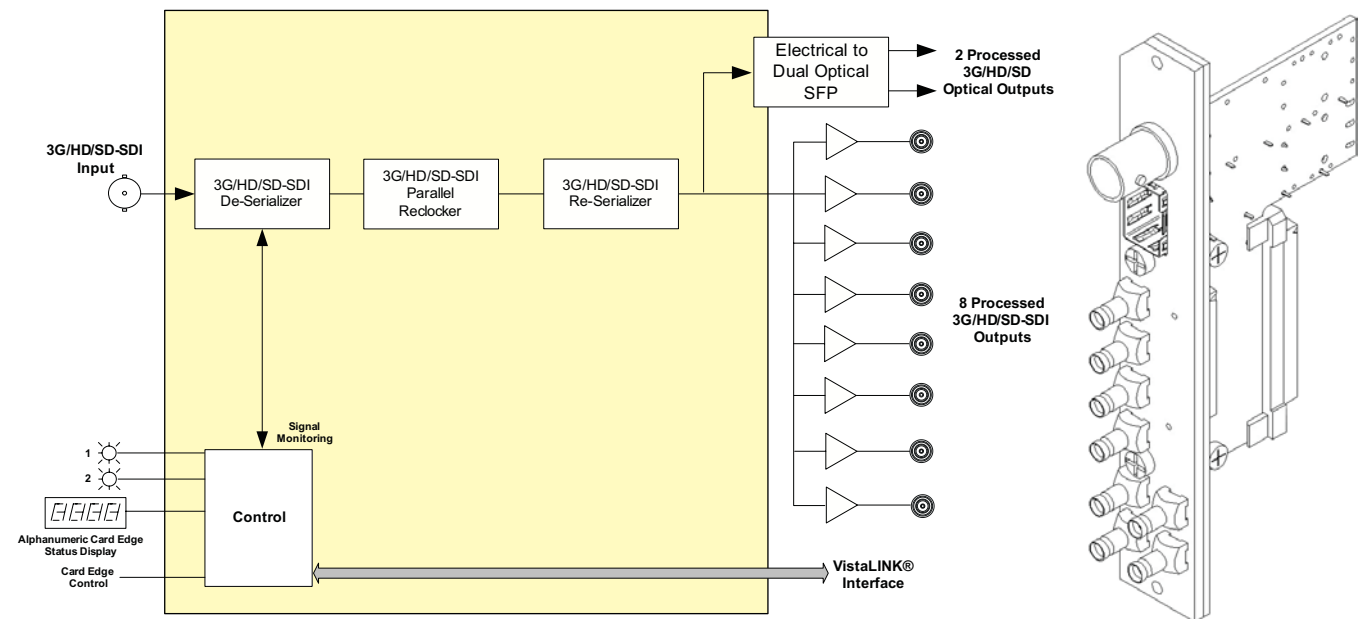 Electrical to
Dual Optical
SFP
2 Processed
3G/HD/SD
Optical Outputs
3G/HD/SD-SDI
Input
3G/HD/SD-SDI
De-Serializer
3G/HD/SD-SDI
Parallel
Reclocker
3G/HD/SD-SDI
Re-Serializer
8 Processed
3G/HD/SD-SDI
Outputs
Signal
Monitoring
1
2
Control
Alphanumeric Card Edge
Status Display
Card Edge
Control
VistaLINK®
Interface